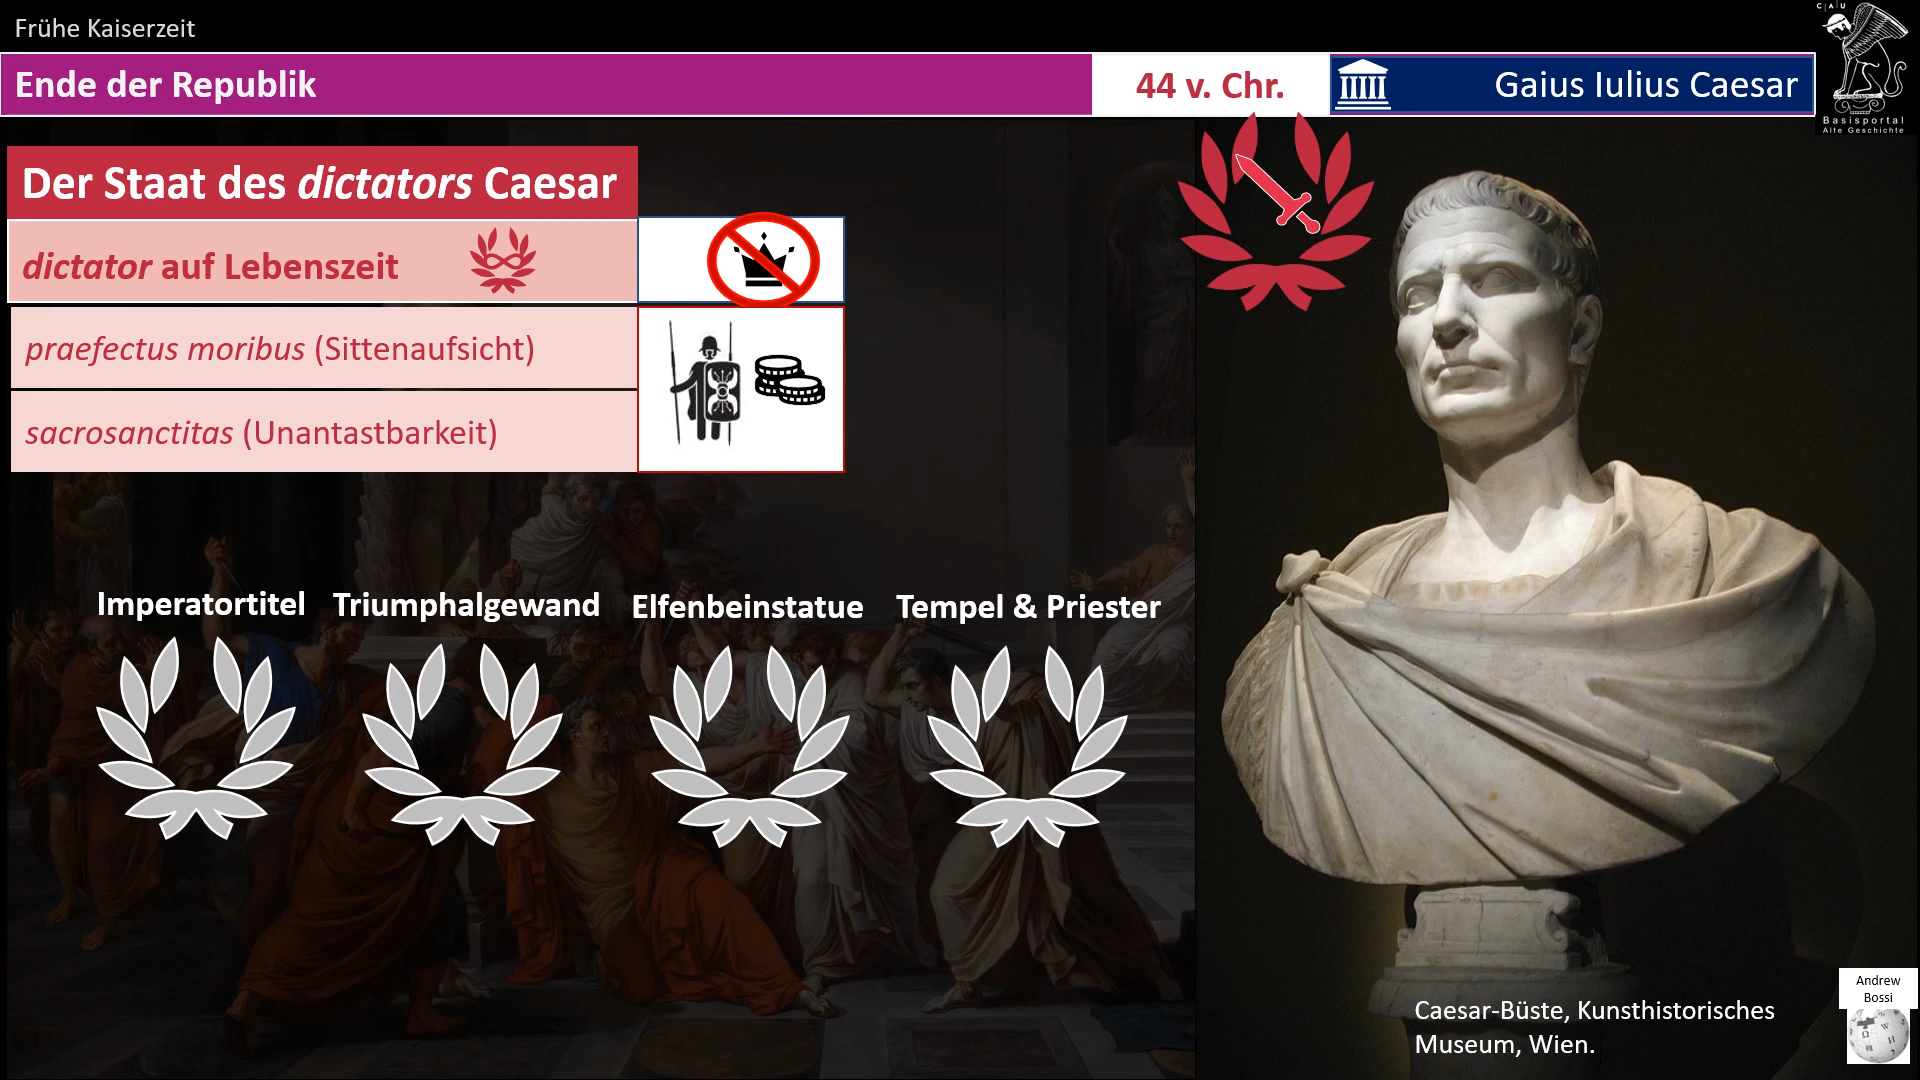 Frühe Kaiserzeit
Ende der Republik
44 v. Chr.
Gaius Iulius Caesar
C|A|U
Basisportal
Alte Geschichte
Der Staat des dictators Caesar
dictator auf Lebenszeit
praefectus moribus (Sittenaufsicht)
sacrosanctitas (Unantastbarkeit)
Imperatortitel
Triumphalgewand
Elfenbeinstatue
Tempel & Priester
Caesar-Büste, Kunsthistorisches
Museum, Wien.
Andrew
Bossi